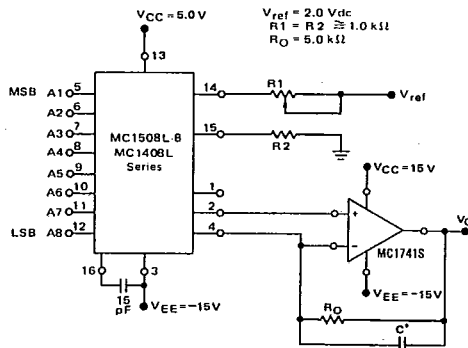 VCC = 5.0 V
Vref = 2.0 Vdc
R1 = R2 ≅ 1.0 kΩ
RO = 5.0 kΩ
13
MSB A1 5
A2 6
A3 7
A4 8
A5 9
A6 10
A7 11
LSB A8 12
MC1508L-8
MC1408L
Series
14
R1
Vref
15
R2
1
2
4
VCC = 15 V
+
−
MC1741S
VO
VEE = −15 V
RO
C*
16
3
15
pF
VEE = −15V